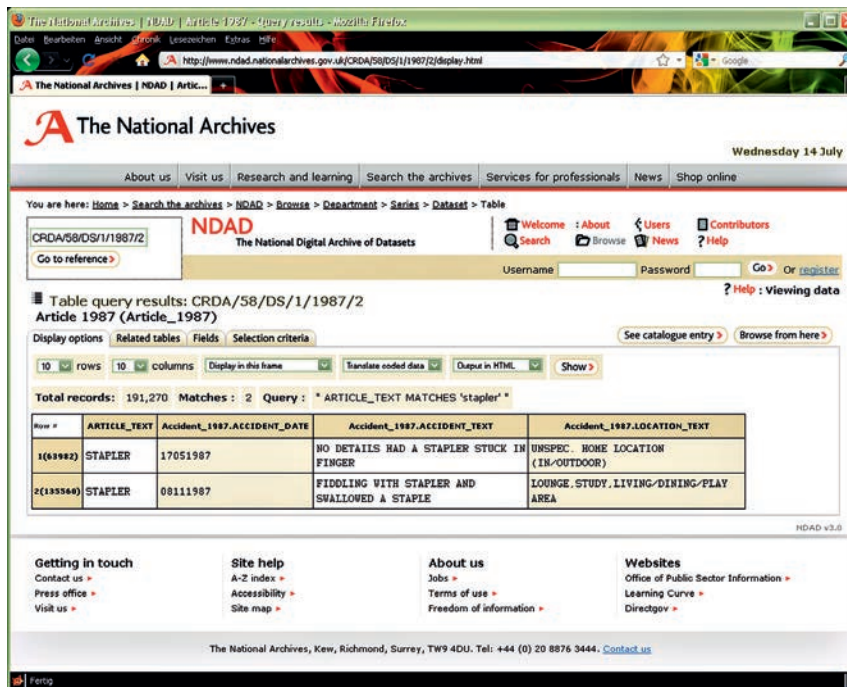 The National Archives | NDAD | Article 1987 - Query results - Mozilla Firefox
Datei Bearbeiten Ansicht Chronik Lesezeichen Extras Hilfe
http://www.ndad.nationalarchives.gov.uk/CRDA/58/DS/1/1987/2/display.html
Google
The National Archives | NDAD | Artic...
The National Archives
Wednesday 14 July
About us Visit us Research and learning Search the archives Services for professionals News Shop online
You are here: Home > Search the archives > NDAD > Browse > Department > Series > Dataset > Table
CRDA/58/DS/1/1987/2
Go to reference
NDAD
The National Digital Archive of Datasets
Welcome : About Users Contributors
Search Browse News ? Help
Username Password Go Or register
? Help : Viewing data
Table query results: CRDA/58/DS/1/1987/2
Article 1987 (Article_1987)
Display options Related tables Fields Selection criteria
See catalogue entry Browse from here
10 rows 10 columns Display in this frame Translate coded data Output in HTML Show
Total records: 191,270 Matches : 2 Query : " ARTICLE_TEXT MATCHES 'stapler' "
Row # ARTICLE_TEXT Accident_1987.ACCIDENT_DATE Accident_1987.ACCIDENT_TEXT Accident_1987.LOCATION_TEXT
1(63982) STAPLER 17051987 NO DETAILS HAD A STAPLER STUCK IN UNSPEC. HOME LOCATION
FINGER (IN/OUTDOOR)
2(135560) STAPLER 08111987 FIDDLING WITH STAPLER AND LOUNGE,STUDY,LIVING/DINING/PLAY
SWALLOWED A STAPLE AREA
NDAD v3.0
Getting in touch Site help About us Websites
Contact us A-Z index Jobs Office of Public Sector Information
Press office Accessibility Terms of use Learning Curve
Visit us Site map Freedom of information Directgov
The National Archives, Kew, Richmond, Surrey, TW9 4DU. Tel: +44 (0) 20 8876 3444. Contact us
Fertig